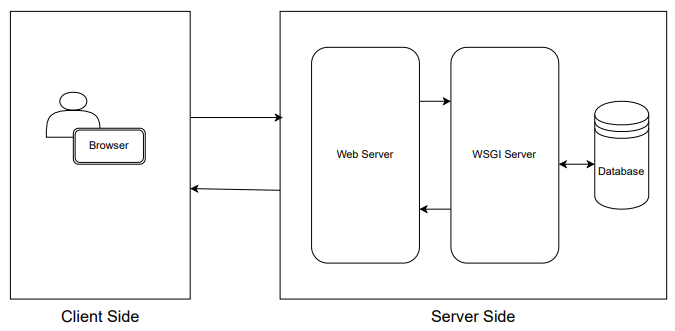 Browser
Web Server
WSGI Server
Database
Client Side
Server Side